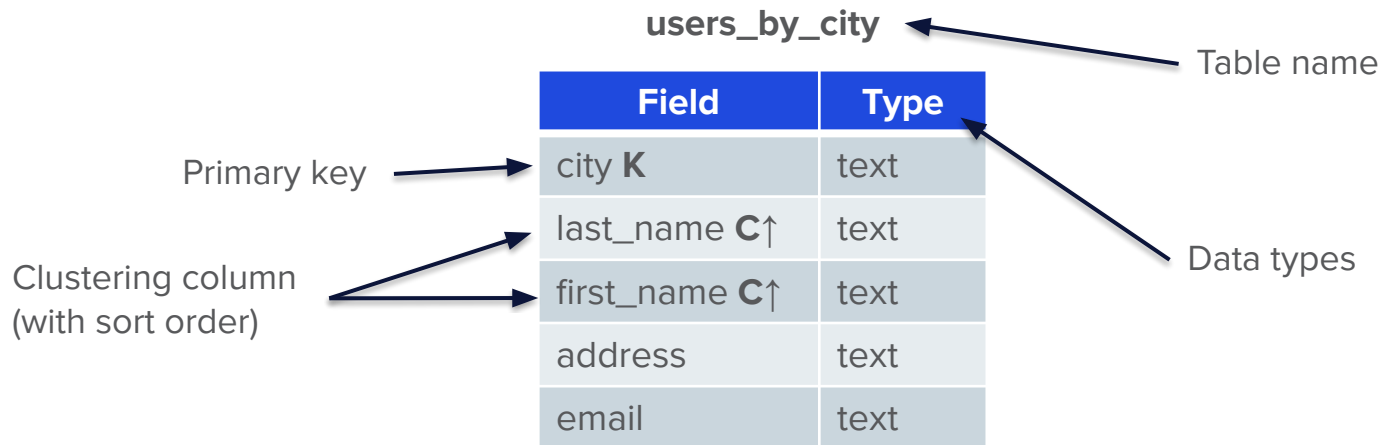 users_by_city
Table name
Field Type
Primary key
city K text
last_name C↑ text
Clustering column
(with sort order)
first_name C↑ text
Data types
address text
email text